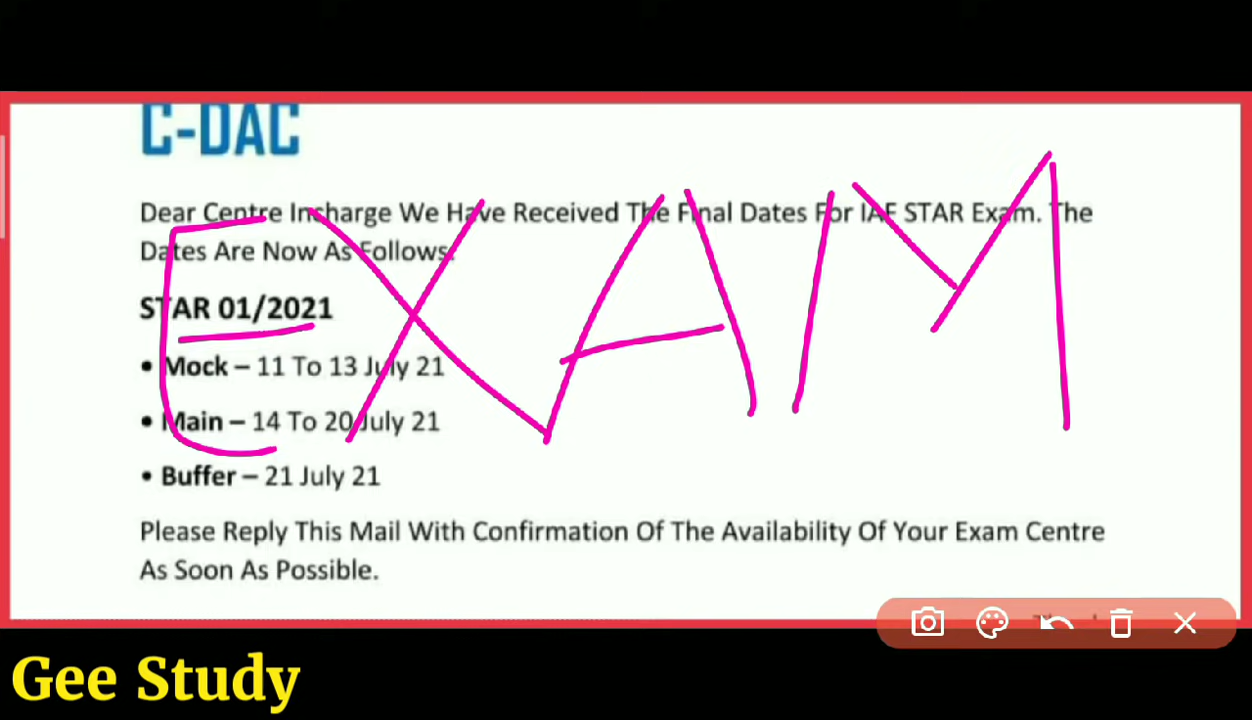 C-DAC
Dear Centre Incharge We Have Received The Final Dates For IAF STAR Exam. The
Dates Are Now As Follows:
STAR 01/2021
• Mock – 11 To 13 July 21
• Main – 14 To 20 July 21
• Buffer – 21 July 21
Please Reply This Mail With Confirmation Of The Availability Of Your Exam Centre
As Soon As Possible.
EXAM
Gee Study